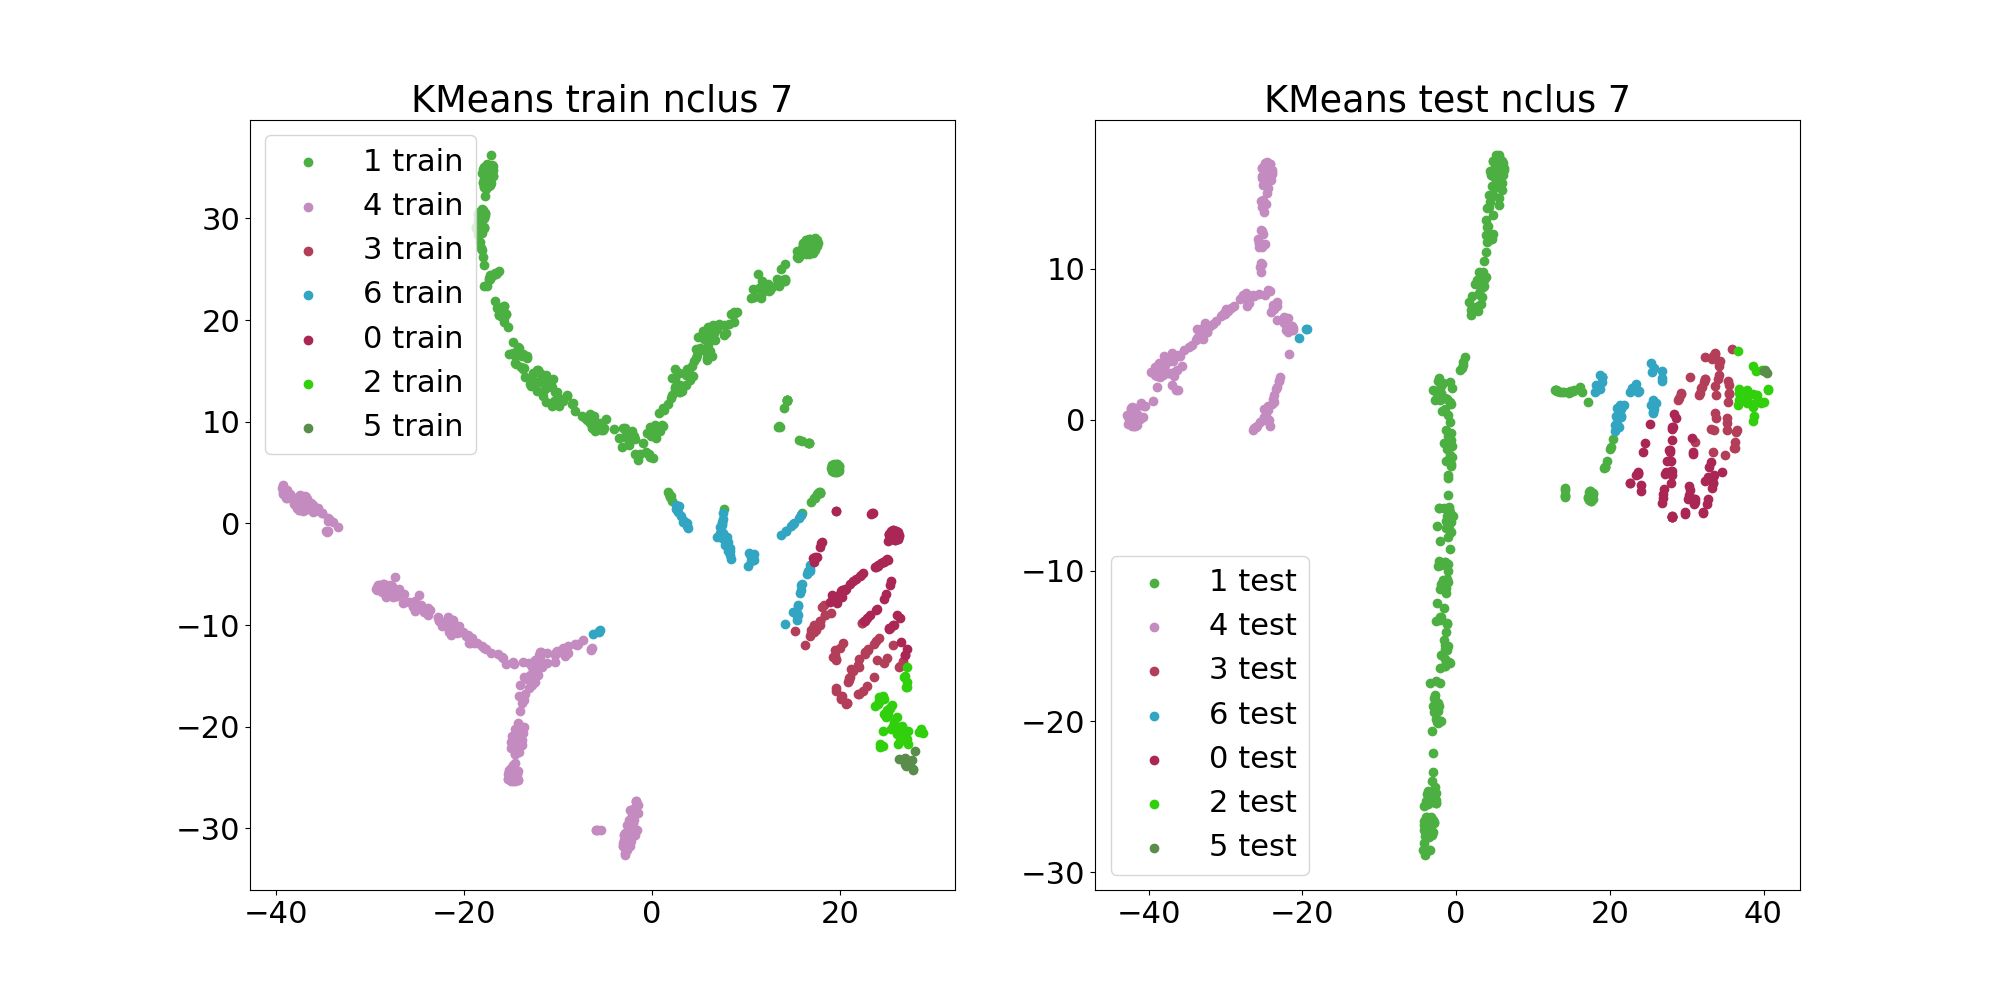 KMeans train nclus 7
1 train
4 train
3 train
6 train
0 train
2 train
5 train
30
20
10
0
−10
−20
−30
−40
−20
0
20
KMeans test nclus 7
10
0
−10
−20
−30
1 test
4 test
3 test
6 test
0 test
2 test
5 test
−40
−20
0
20
40